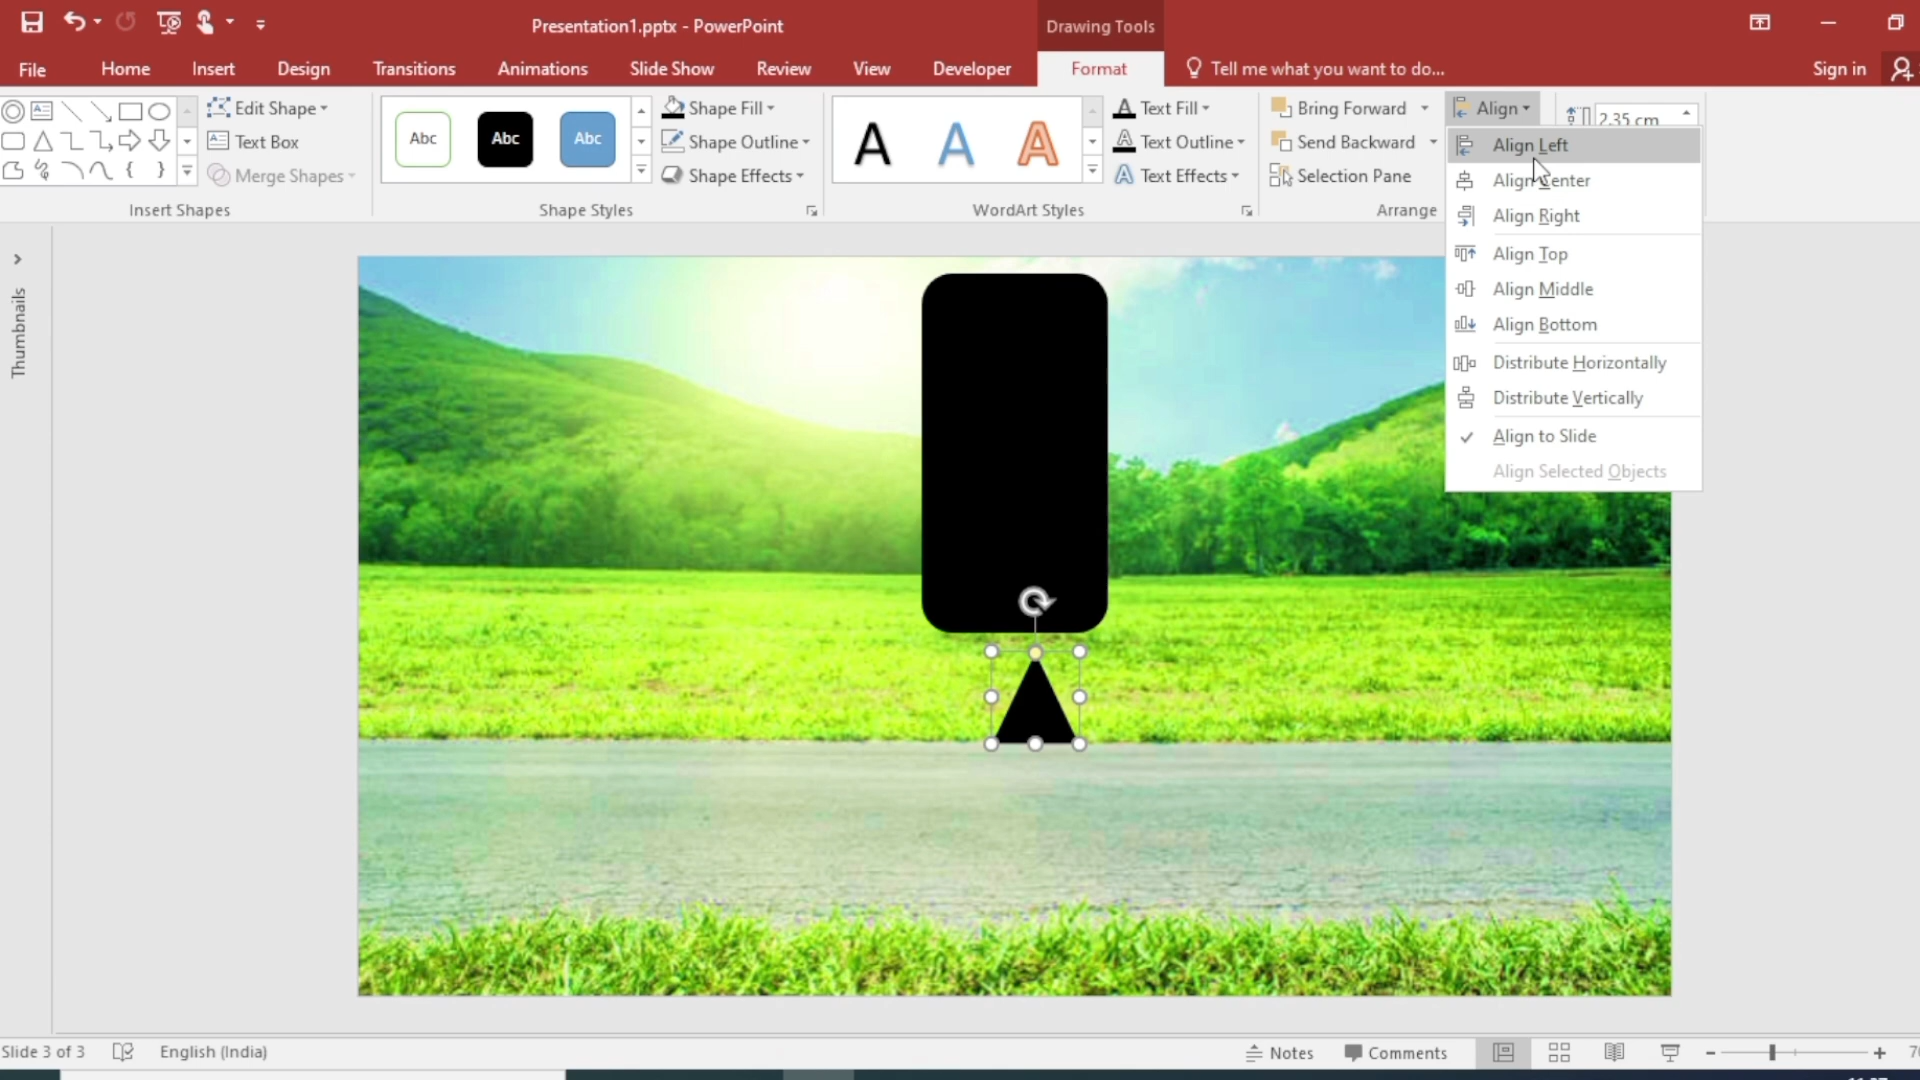 Presentation1.pptx - PowerPoint
Drawing Tools
File Home Insert Design Transitions Animations Slide Show Review View Developer Format Tell me what you want to do... Sign in
Edit Shape
Text Box
Merge Shapes
Insert Shapes
Abc Abc Abc
Shape Fill
Shape Outline
Shape Effects
Shape Styles
A A A
Text Fill
Text Outline
Text Effects
WordArt Styles
Bring Forward
Send Backward
Selection Pane
Arrange
Align
2.35 cm
Align Left
Align Center
Align Right
Align Top
Align Middle
Align Bottom
Distribute Horizontally
Distribute Vertically
Align to Slide
Align Selected Objects
Thumbnails
Slide 3 of 3 English (India) Notes Comments